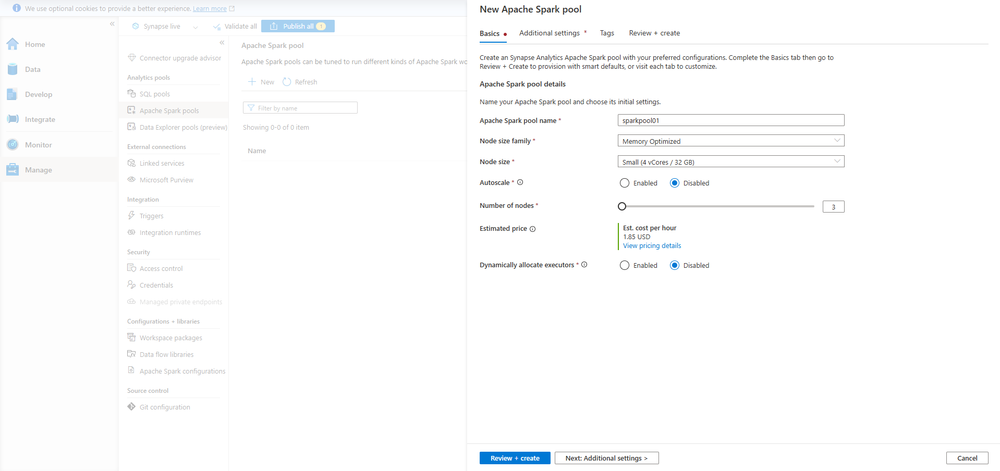 We use optional cookies to provide a better experience. Learn more
Home
Data
Develop
Integrate
Monitor
Manage
Synapse live
Validate all
Publish all 1
Connector upgrade advisor
Analytics pools
SQL pools
Apache Spark pools
Data Explorer pools (preview)
External connections
Linked services
Microsoft Purview
Integration
Triggers
Integration runtimes
Security
Access control
Credentials
Managed private endpoints
Configurations + libraries
Workspace packages
Data flow libraries
Apache Spark configurations
Source control
Git configuration
Apache Spark pool
Apache Spark pools can be tuned to run different kinds of Apache Spark wo
New Refresh
Filter by name
Showing 0-0 of 0 item
Name
New Apache Spark pool
Basics Additional settings * Tags Review + create
Create an Synapse Analytics Apache Spark pool with your preferred configurations. Complete the Basics tab then go to
Review + Create to provision with smart defaults, or visit each tab to customize.
Apache Spark pool details
Name your Apache Spark pool and choose its initial settings.
Apache Spark pool name * sparkpool01
Node size family * Memory Optimized
Node size * Small (4 vCores / 32 GB)
Autoscale * Enabled Disabled
Number of nodes * 3
Estimated price Est. cost per hour
1.85 USD
View pricing details
Dynamically allocate executors * Enabled Disabled
Review + create Next: Additional settings > Cancel